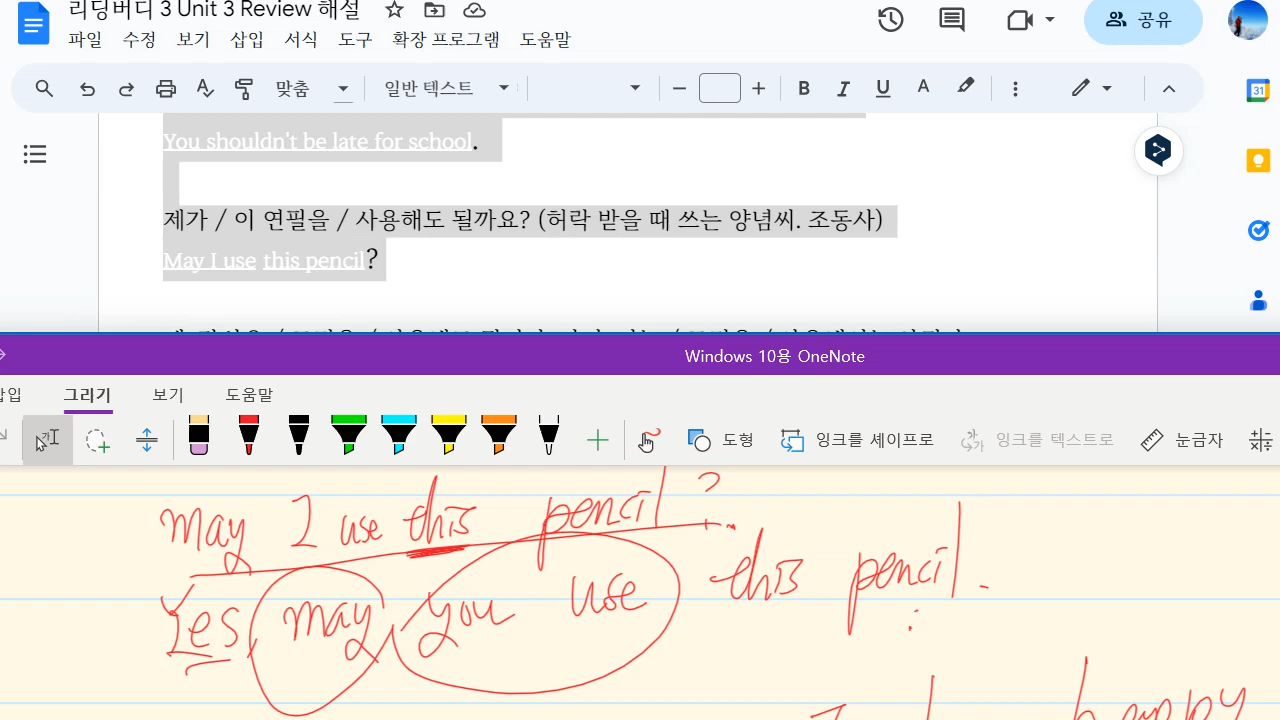 리딩버디 3 Unit 3 Review 해설
파일 수정 보기 삽입 서식 도구 확장 프로그램 도움말
공유
맞춤 일반 텍스트 B I U A
31
You shouldn't be late for school.
제가 / 이 연필을 / 사용해도 될까요? (허락 받을 때 쓰는 양념씨. 조동사)
May I use this pencil?
Windows 10용 OneNote
삽입 그리기 보기 도움말
도형 잉크를 셰이프로 잉크를 텍스트로 눈금자
may I use this pencil?
Yes, may you use this pencil.
happy